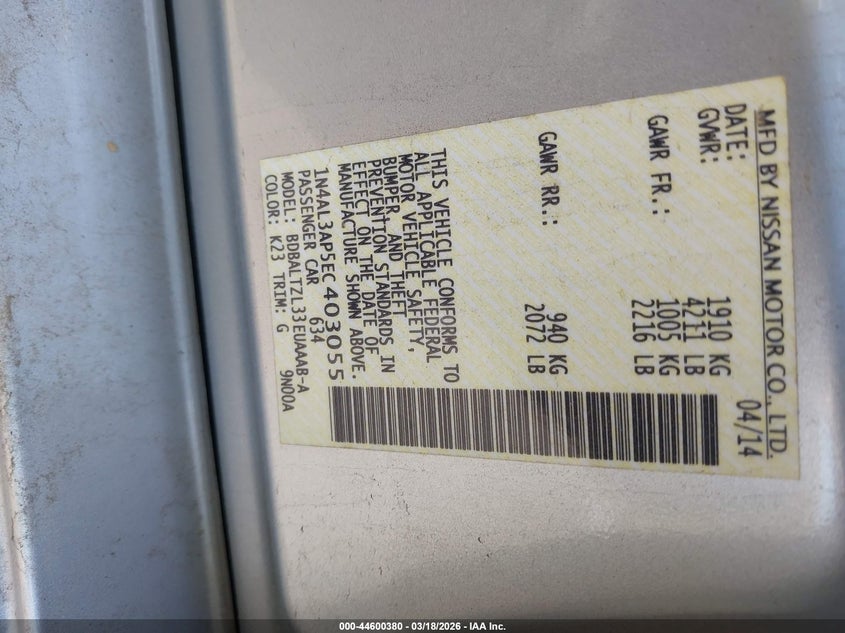 MFD BY NISSAN MOTOR CO., LTD.
DATE: 04/14
GVWR: 1910 KG
4211 LB
GAWR FR.: 1005 KG
2216 LB
GAWR RR.: 940 KG
2072 LB
THIS VEHICLE CONFORMS TO
ALL APPLICABLE FEDERAL
MOTOR VEHICLE SAFETY,
BUMPER, AND THEFT
PREVENTION STANDARDS IN
EFFECT ON THE DATE OF
MANUFACTURE SHOWN ABOVE.
1N4AL3AP5EC403055
PASSENGER CAR 634
MODEL: BDBALTZL33EUAAAB-A
COLOR: K23 TRIM: G 9N00A
000-44600380 - 03/18/2026 - IAA Inc.